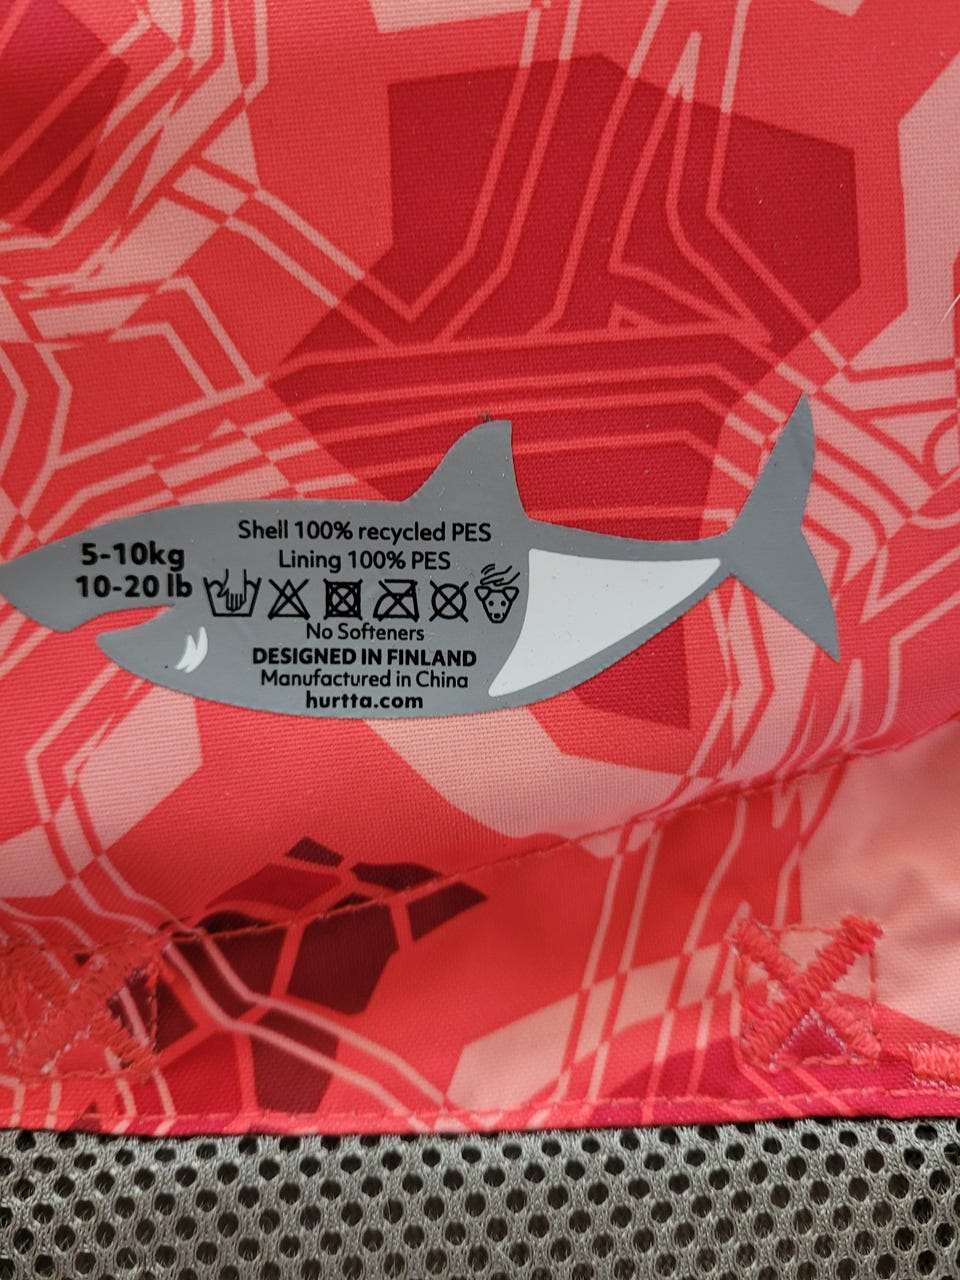 5-10kg
10-20 lb
Shell 100% recycled PES
Lining 100% PES
No Softeners
DESIGNED IN FINLAND
Manufactured in China
hurtta.com